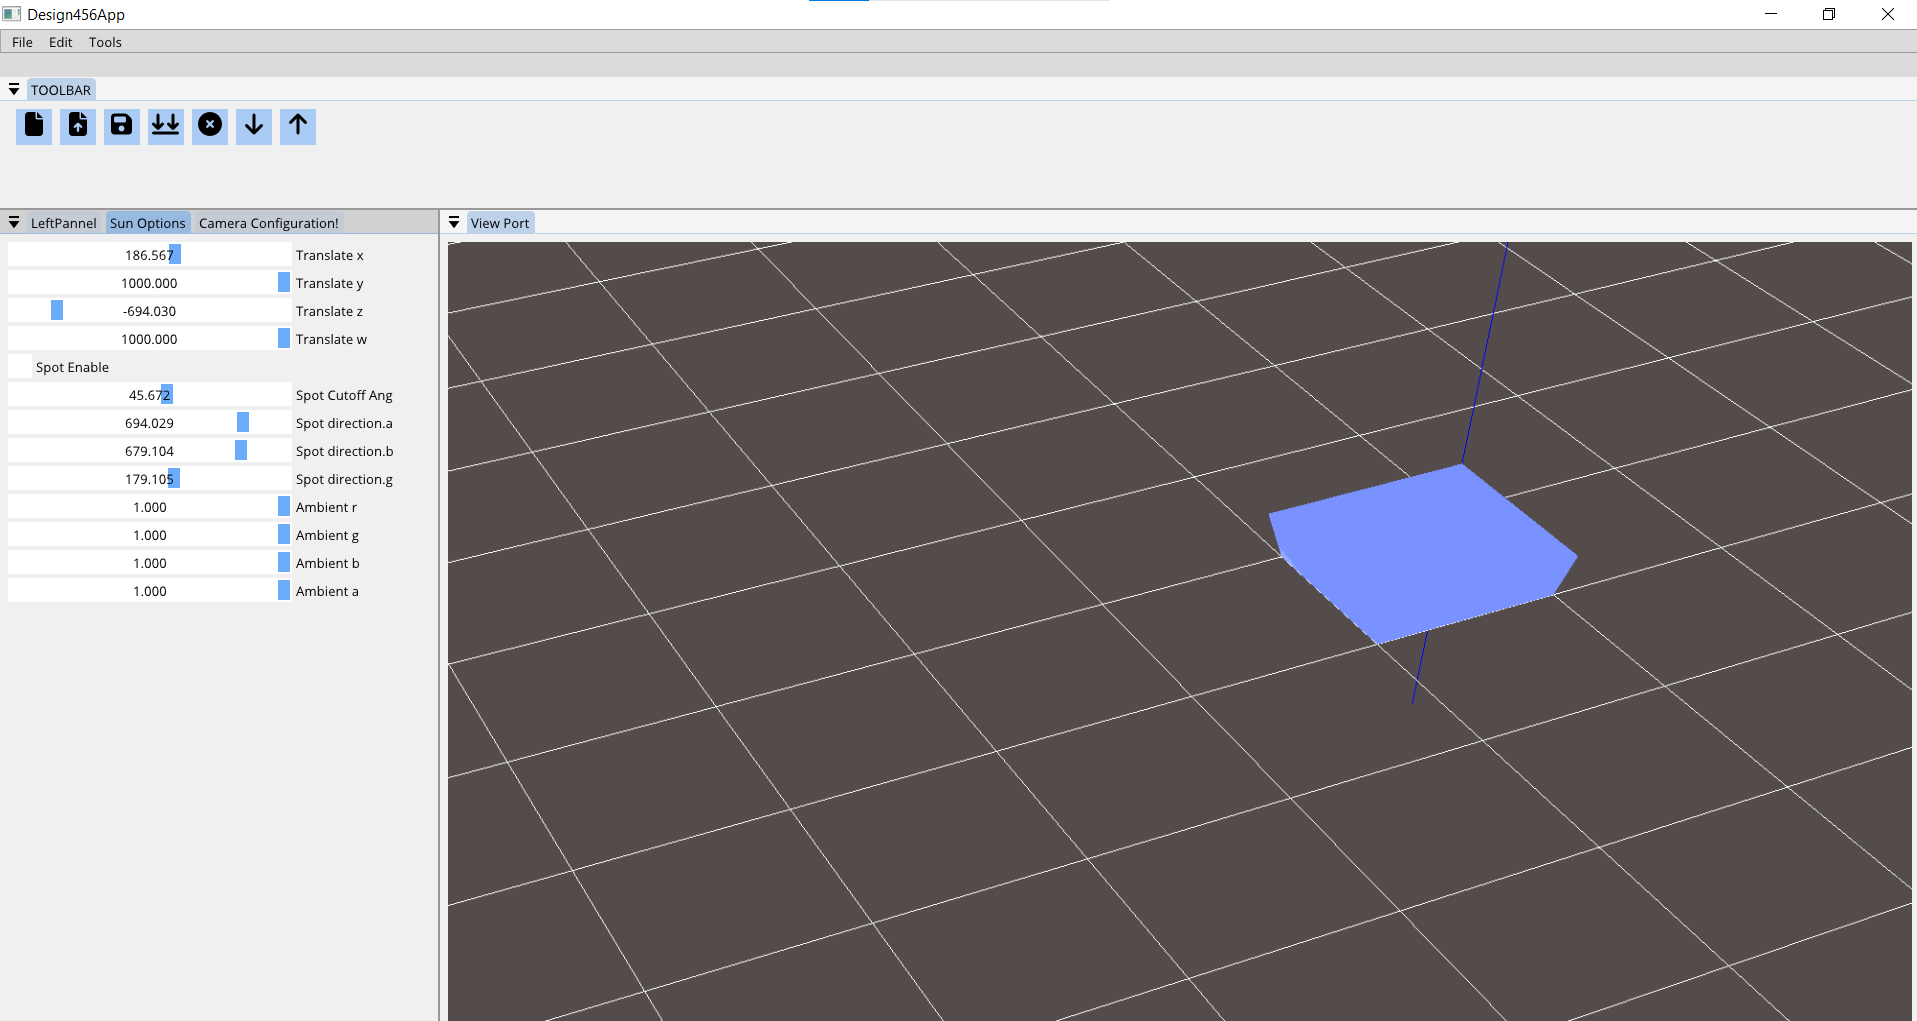 Design456App
File Edit Tools
TOOLBAR
LeftPannel Sun Options Camera Configuration!
View Port
186.567 Translate x
1000.000 Translate y
-694.030 Translate z
1000.000 Translate w
Spot Enable
45.672 Spot Cutoff Ang
694.029 Spot direction.a
679.104 Spot direction.b
179.105 Spot direction.g
1.000 Ambient r
1.000 Ambient g
1.000 Ambient b
1.000 Ambient a